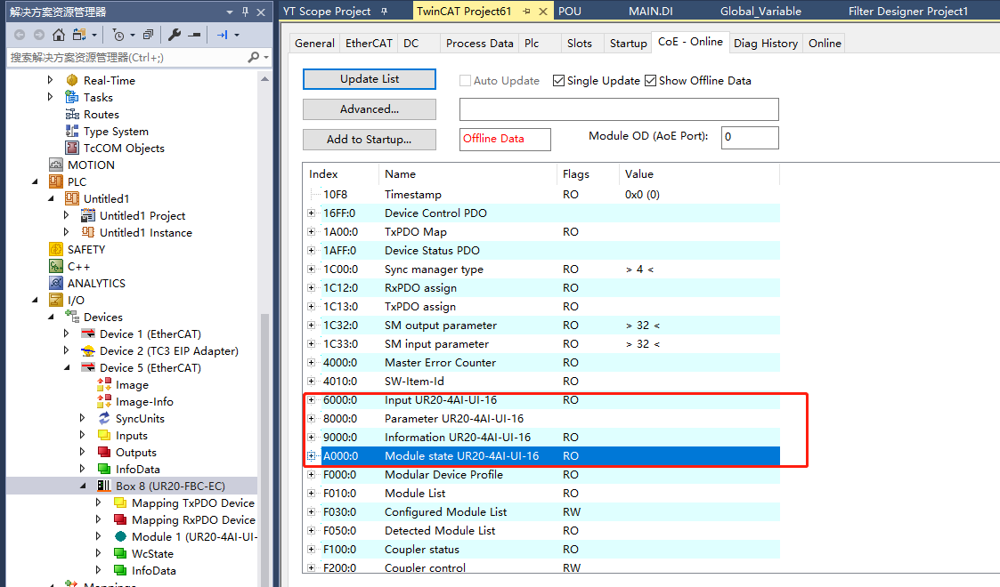 解决方案资源管理器
YT Scope Project
TwinCAT Project61
POU
MAIN.DI
Global_Variable
Filter Designer Project1
搜索解决方案资源管理器(Ctrl+;)
Real-Time
Tasks
Routes
Type System
TcCOM Objects
MOTION
PLC
Untitled1
Untitled1 Project
Untitled1 Instance
SAFETY
C++
ANALYTICS
I/O
Devices
Device 1 (EtherCAT)
Device 2 (TC3 EIP Adapter)
Device 5 (EtherCAT)
Image
Image-Info
SyncUnits
Inputs
Outputs
InfoData
Box 8 (UR20-FBC-EC)
Mapping TxPDO Device
Mapping RxPDO Device
Module 1 (UR20-4AI-UI-
WcState
InfoData
Mappings
General EtherCAT DC Process Data Plc Slots Startup CoE - Online Diag History Online
Update List Auto Update Single Update Show Offline Data
Advanced...
Add to Startup... Offline Data Module OD (AoE Port): 0
Index Name Flags Value
10F8 Timestamp RO 0x0 (0)
16FF:0 Device Control PDO
1A00:0 TxPDO Map RO
1AFF:0 Device Status PDO
1C00:0 Sync manager type RO > 4 <
1C12:0 RxPDO assign RO
1C13:0 TxPDO assign RO
1C32:0 SM output parameter RO > 32 <
1C33:0 SM input parameter RO > 32 <
4000:0 Master Error Counter RO
4010:0 SW-Item-Id RO
6000:0 Input UR20-4AI-UI-16 RO
8000:0 Parameter UR20-4AI-UI-16
9000:0 Information UR20-4AI-UI-16 RO
A000:0 Module state UR20-4AI-UI-16 RO
F000:0 Modular Device Profile RO
F010:0 Module List RO
F030:0 Configured Module List RW
F050:0 Detected Module List RO
F100:0 Coupler status RO
F200:0 Coupler control RW